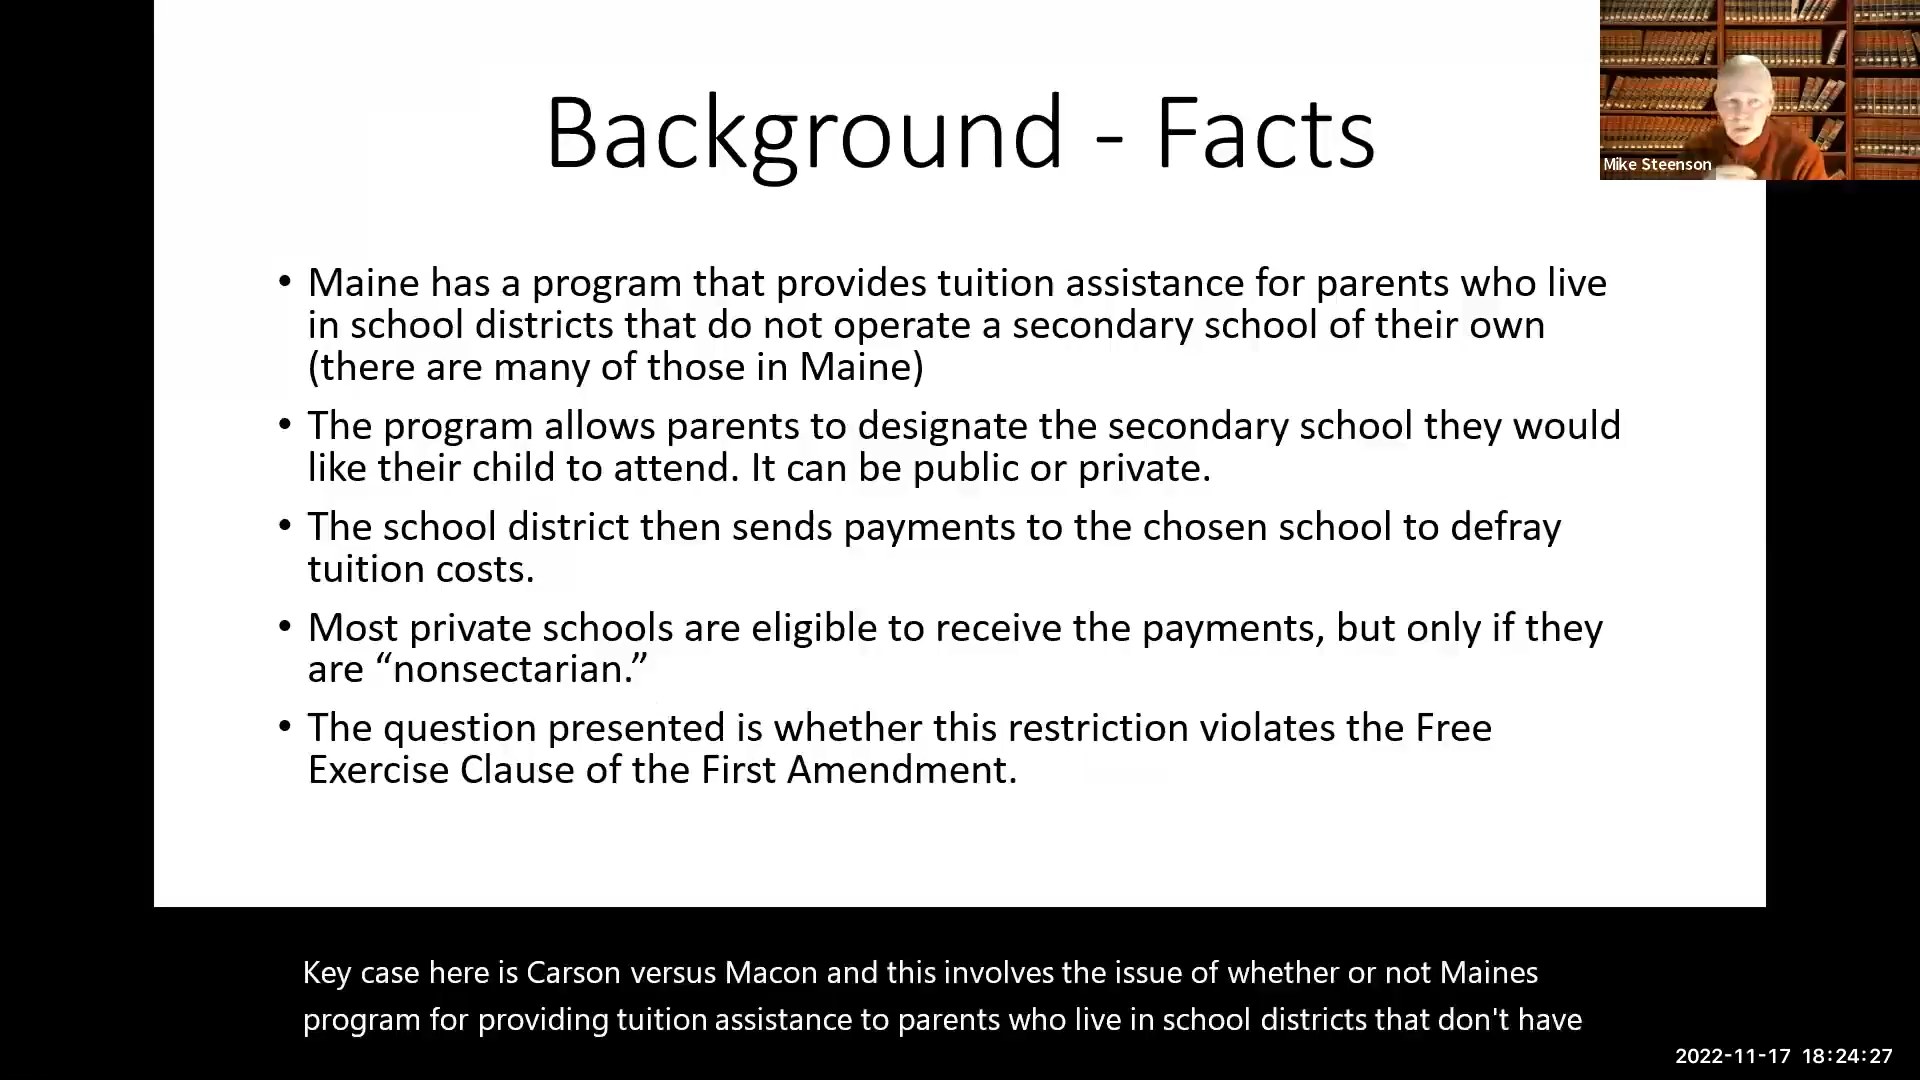 Background - Facts
Mike Steenson
• Maine has a program that provides tuition assistance for parents who live
in school districts that do not operate a secondary school of their own
(there are many of those in Maine)
• The program allows parents to designate the secondary school they would
like their child to attend. It can be public or private.
• The school district then sends payments to the chosen school to defray
tuition costs.
• Most private schools are eligible to receive the payments, but only if they
are “nonsectarian.”
• The question presented is whether this restriction violates the Free
Exercise Clause of the First Amendment.
Key case here is Carson versus Macon and this involves the issue of whether or not Maines
program for providing tuition assistance to parents who live in school districts that don't have
2022-11-17 18:24:27